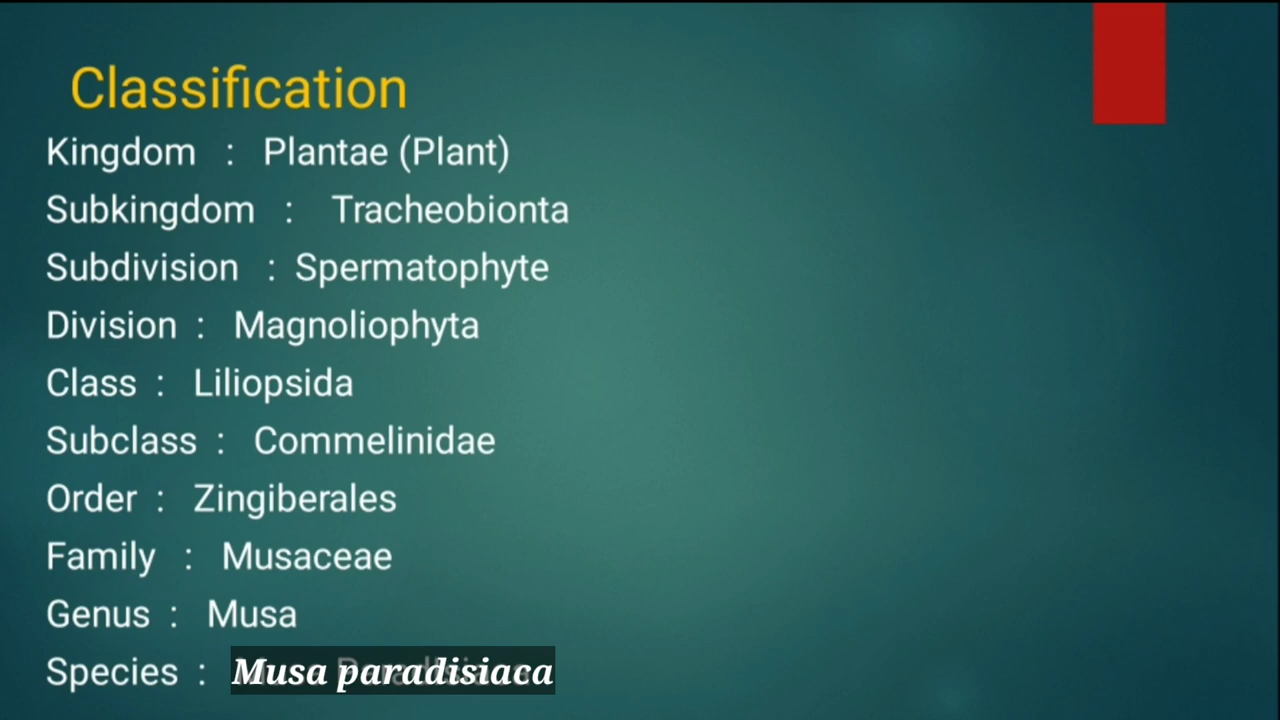 Classification
Kingdom : Plantae (Plant)
Subkingdom : Tracheobionta
Subdivision : Spermatophyte
Division : Magnoliophyta
Class : Liliopsida
Subclass : Commelinidae
Order : Zingiberales
Family : Musaceae
Genus : Musa
Species : Musa paradisiaca